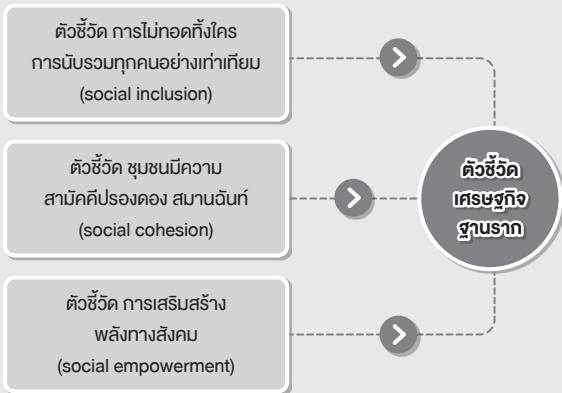 ตัวชี้วัด การไม่ทอดทิ้งใคร
การนับรวมทุกคนอย่างเท่าเทียม
(social inclusion)
ตัวชี้วัด ชุมชนมีความ
สามัคคีปรองดอง สมานฉันท์
(social cohesion)
ตัวชี้วัด การเสริมสร้าง
พลังทางสังคม
(social empowerment)
ตัวชี้วัด
เศรษฐกิจ
ฐานราก